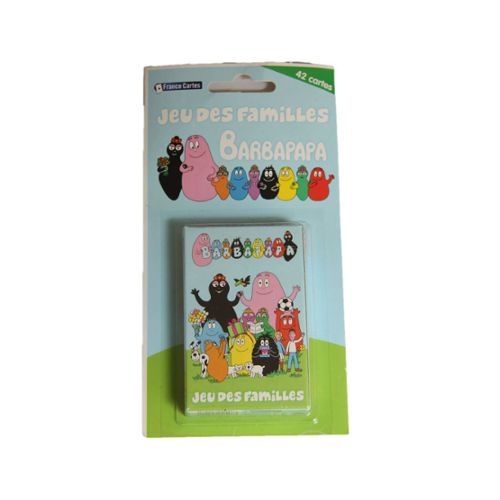 France Cartes
42 cartes
JEU DES FAMILLES
BARBAPAPA
BARBAPAPA
JEU DES FAMILLES